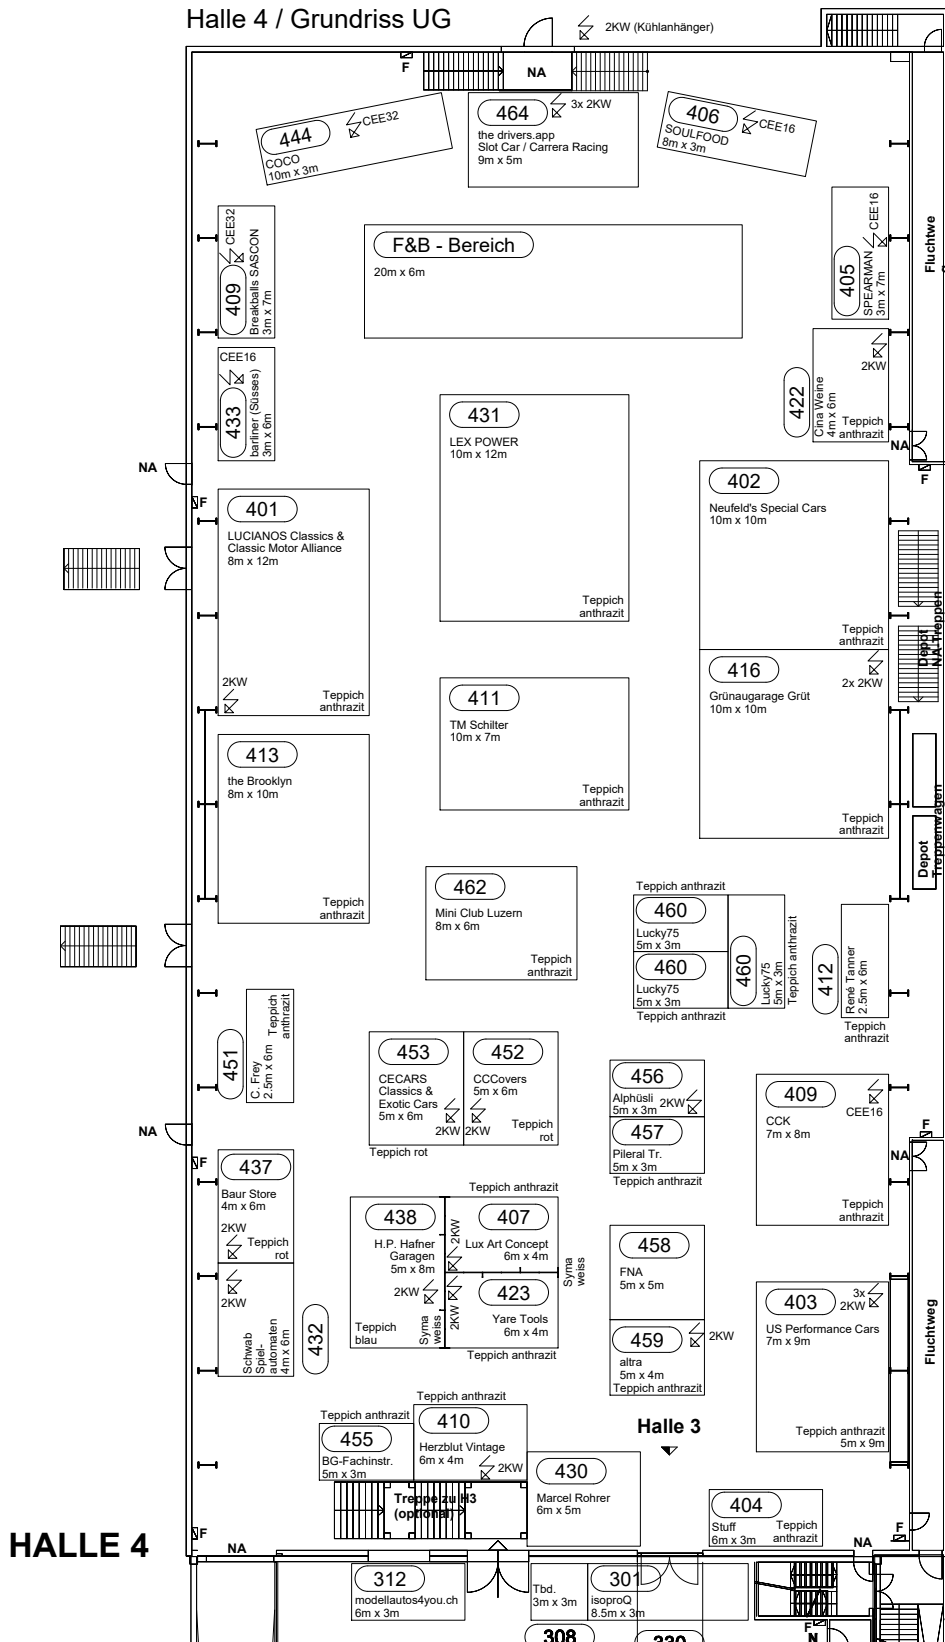 Halle 4 / Grundriss UG
2KW (Kühlanhänger)
F
NA
444
CEE32
COCO
10m x 3m
464
3x 2KW
the drivers.app
Slot Car / Carrera Racing
9m x 5m
406
CEE16
SOULFOOD
8m x 3m
409
CEE32
Breakballs SASCON
3m x 7m
F&B - Bereich
20m x 6m
405
CEE16
SPEARMAN
3m x 7m
Fluchtwe
433
CEE16
barliner (Süsses)
3m x 6m
422
2KW
Cina Weine
4m x 6m
Teppich
anthrazit
NA
F
NA
F
431
LEX POWER
10m x 12m
Teppich
anthrazit
402
Neufeld's Special Cars
10m x 10m
Teppich
anthrazit
401
LUCIANOS Classics &
Classic Motor Alliance
8m x 12m
2KW
Teppich
anthrazit
Depot
NA-Treppen
416
2x 2KW
Grünaugarage Grüt
10m x 10m
Teppich
anthrazit
411
TM Schilter
10m x 7m
Teppich
anthrazit
413
the Brooklyn
8m x 10m
Teppich
anthrazit
Depot
Treppenwagen
462
Mini Club Luzern
8m x 6m
Teppich
anthrazit
Teppich anthrazit
460
Lucky75
5m x 3m
460
Lucky75
5m x 3m
Teppich anthrazit
460
Lucky75
5m x 3m
Teppich anthrazit
412
René Tanner
2.5m x 6m
Teppich
anthrazit
451
C. Frey
2.5m x 6m
Teppich
anthrazit
453
CECARS
Classics &
Exotic Cars
5m x 6m
2KW
Teppich rot
452
CCCovers
5m x 6m
2KW
Teppich
rot
456
Alphüsli
5m x 3m
2KW
457
Pileral Tr.
5m x 3m
Teppich anthrazit
409
CCK
7m x 8m
CEE16
Teppich
anthrazit
NA
F
F
NA
437
Baur Store
4m x 6m
2KW
Teppich
rot
2KW
432
Schwab
Spiel-
automaten
4m x 6m
438
H.P. Hafner
Garagen
5m x 8m
2KW
Teppich
blau
Syma
weiss
Teppich anthrazit
407
2KW
Lux Art Concept
6m x 4m
423
2KW
Yare Tools
6m x 4m
Teppich anthrazit
Syma
weiss
458
FNA
5m x 5m
459
2KW
altra
5m x 4m
Teppich anthrazit
403
3x
2KW
US Performance Cars
7m x 9m
Teppich anthrazit
5m x 9m
Fluchtweg
Teppich anthrazit
455
BG-Fachinstr.
5m x 3m
Teppich anthrazit
410
Herzblut Vintage
6m x 4m
2KW
Halle 3
430
Marcel Rohrer
6m x 5m
Treppe zu H3
(optional)
404
Stuff
6m x 3m
Teppich
anthrazit
HALLE 4
F
NA
NA
F
312
modellautos4you.ch
6m x 3m
Tbd.
3m x 3m
301
isoproQ
8.5m x 3m
308
330
F
N